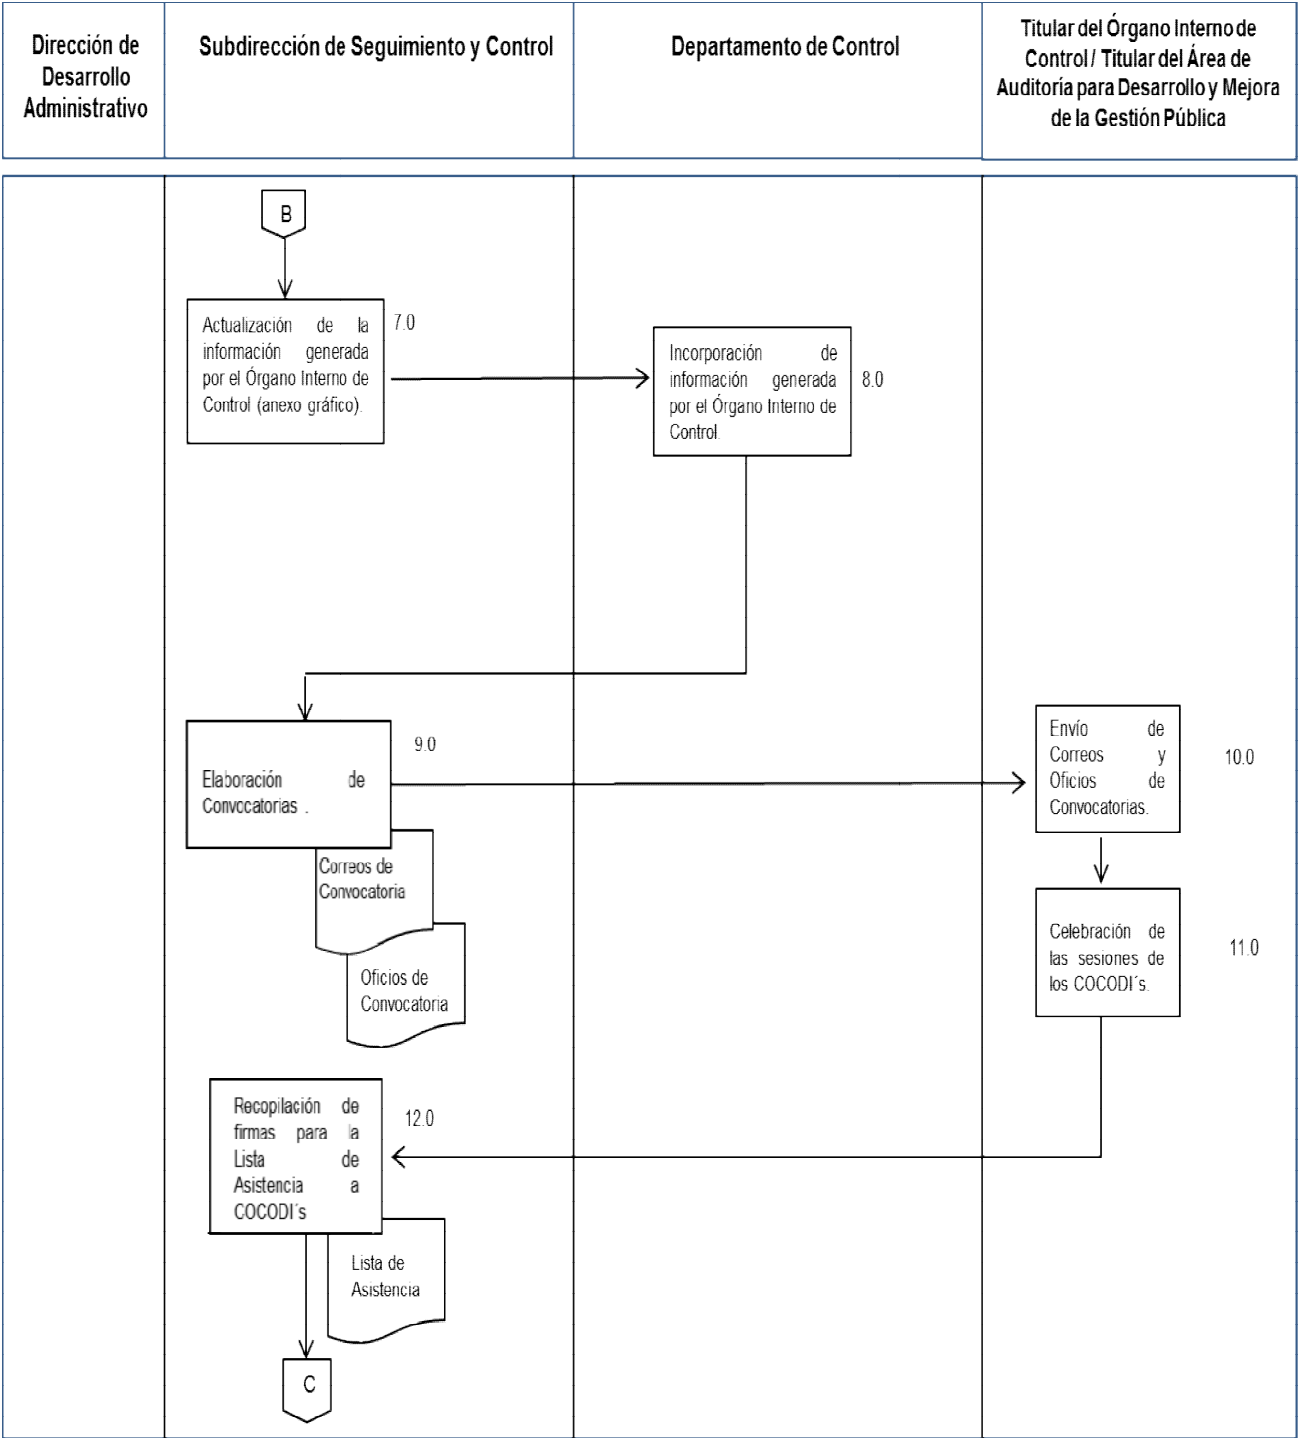 Dirección de
Desarrollo
Administrativo
Subdirección de Seguimiento y Control
Departamento de Control
Titular del Órgano Interno de
Control / Titular del Área de
Auditoría para Desarrollo y Mejora
de la Gestión Pública
B
Actualización de la
información generada
por el Órgano Interno de
Control (anexo gráfico).
7.0
Incorporación de
información generada
por el Órgano Interno de
Control.
8.0
Elaboración de
Convocatorias .
9.0
Correos de
Convocatoria
Oficios de
Convocatoria
Envío de
Correos y
Oficios de
Convocatorias.
10.0
Celebración de
las sesiones de
los COCODI´s.
11.0
Recopilación de
firmas para la
Lista de
Asistencia a
COCODI´s
12.0
Lista de
Asistencia
C